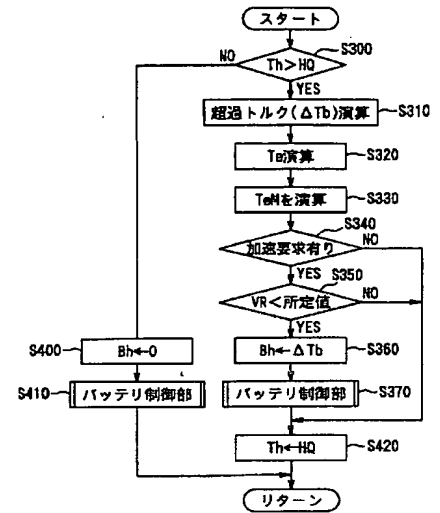 スタート
S300
NO
Th>HQ
YES
超過トルク(ΔTb)演算
S310
Te演算
S320
TeNを演算
S330
S340
加速要求有り
NO
YES
S350
VR<所定値
NO
YES
S400
Bh←0
Bh←ΔTb
S360
S410
バッテリ制御部
バッテリ制御部
S370
Th←HQ
S420
リターン